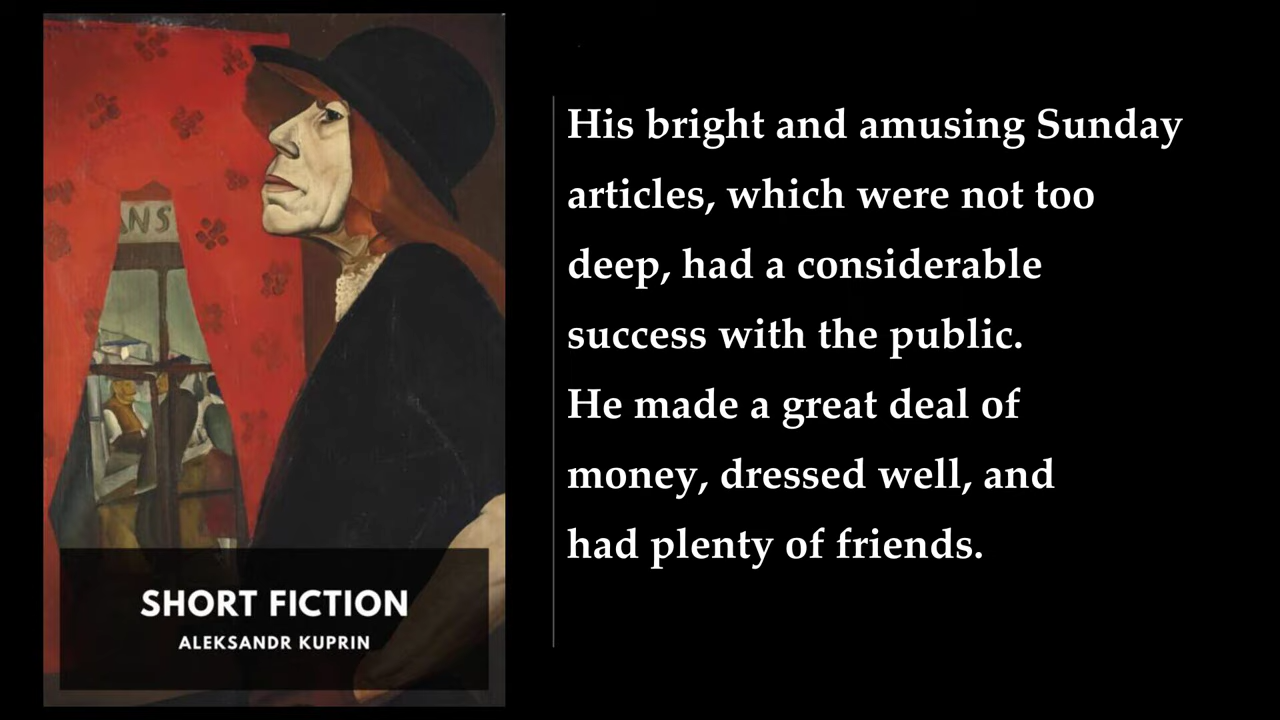 ANS
SHORT FICTION
ALEKSANDR KUPRIN
His bright and amusing Sunday
articles, which were not too
deep, had a considerable
success with the public.
He made a great deal of
money, dressed well, and
had plenty of friends.